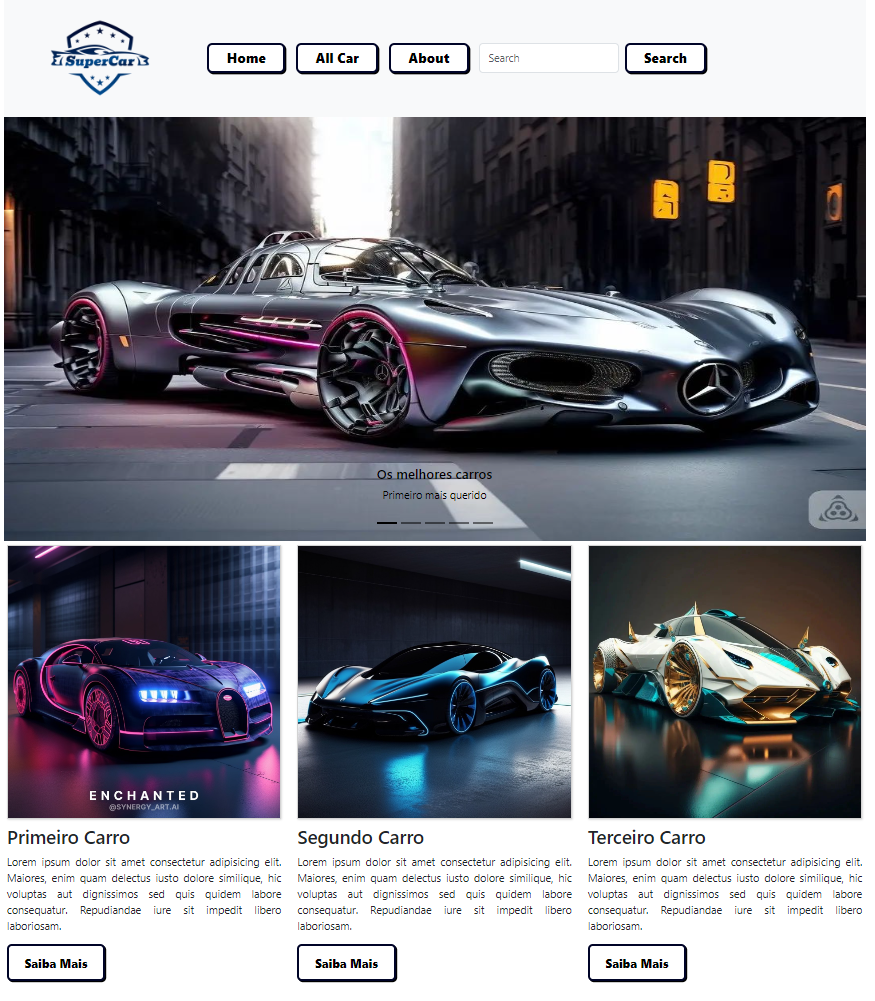 SuperCar
Home
All Car
About
Search
Search
Os melhores carros
Primeiro mais querido
ENCHANTED
@SYNERGY_ART.AI
Primeiro Carro
Lorem ipsum dolor sit amet consectetur adipisicing elit.
Maiores, enim quam delectus iusto dolore similique, hic
voluptas aut dignissimos sed quis quidem labore
consequatur. Repudiandae iure sit impedit libero
laboriosam.
Saiba Mais
Segundo Carro
Lorem ipsum dolor sit amet consectetur adipisicing elit.
Maiores, enim quam delectus iusto dolore similique, hic
voluptas aut dignissimos sed quis quidem labore
consequatur. Repudiandae iure sit impedit libero
laboriosam.
Saiba Mais
Terceiro Carro
Lorem ipsum dolor sit amet consectetur adipisicing elit.
Maiores, enim quam delectus iusto dolore similique, hic
voluptas aut dignissimos sed quis quidem labore
consequatur. Repudiandae iure sit impedit libero
laboriosam.
Saiba Mais